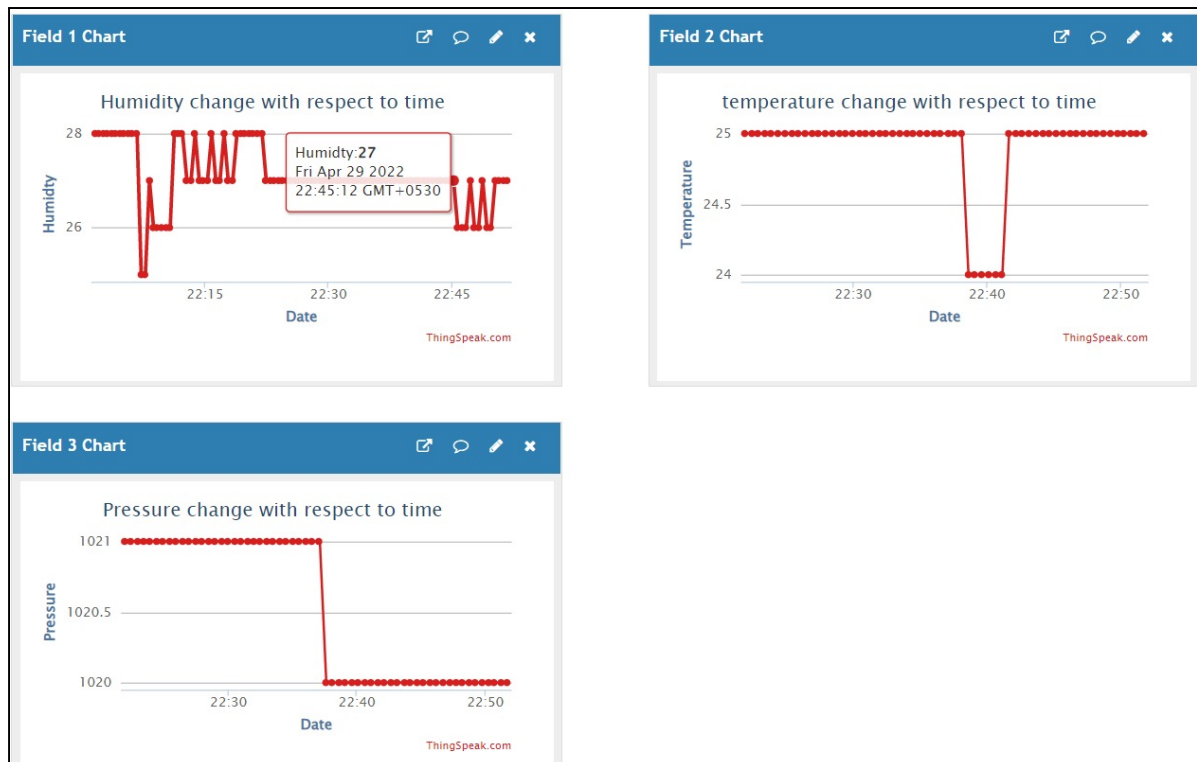 Field 1 Chart
Humidity change with respect to time
28
26
Humidty
Humidty:27
Fri Apr 29 2022
22:45:12 GMT+0530
22:15 22:30 22:45
Date
ThingSpeak.com
Field 2 Chart
temperature change with respect to time
25
24.5
24
Temperature
22:30 22:40 22:50
Date
ThingSpeak.com
Field 3 Chart
Pressure change with respect to time
1021
1020.5
1020
Pressure
22:30 22:40 22:50
Date
ThingSpeak.com